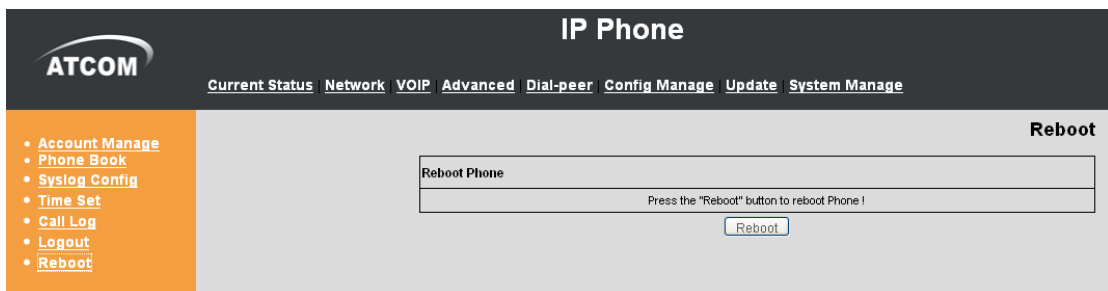 IP Phone
ATCOM
Current Status | Network | VOIP | Advanced | Dial-peer | Config Manage | Update | System Manage
Reboot
• Account Manage
• Phone Book
• Syslog Config
• Time Set
• Call Log
• Logout
• Reboot
Reboot Phone
Press the "Reboot" button to reboot Phone !
Reboot